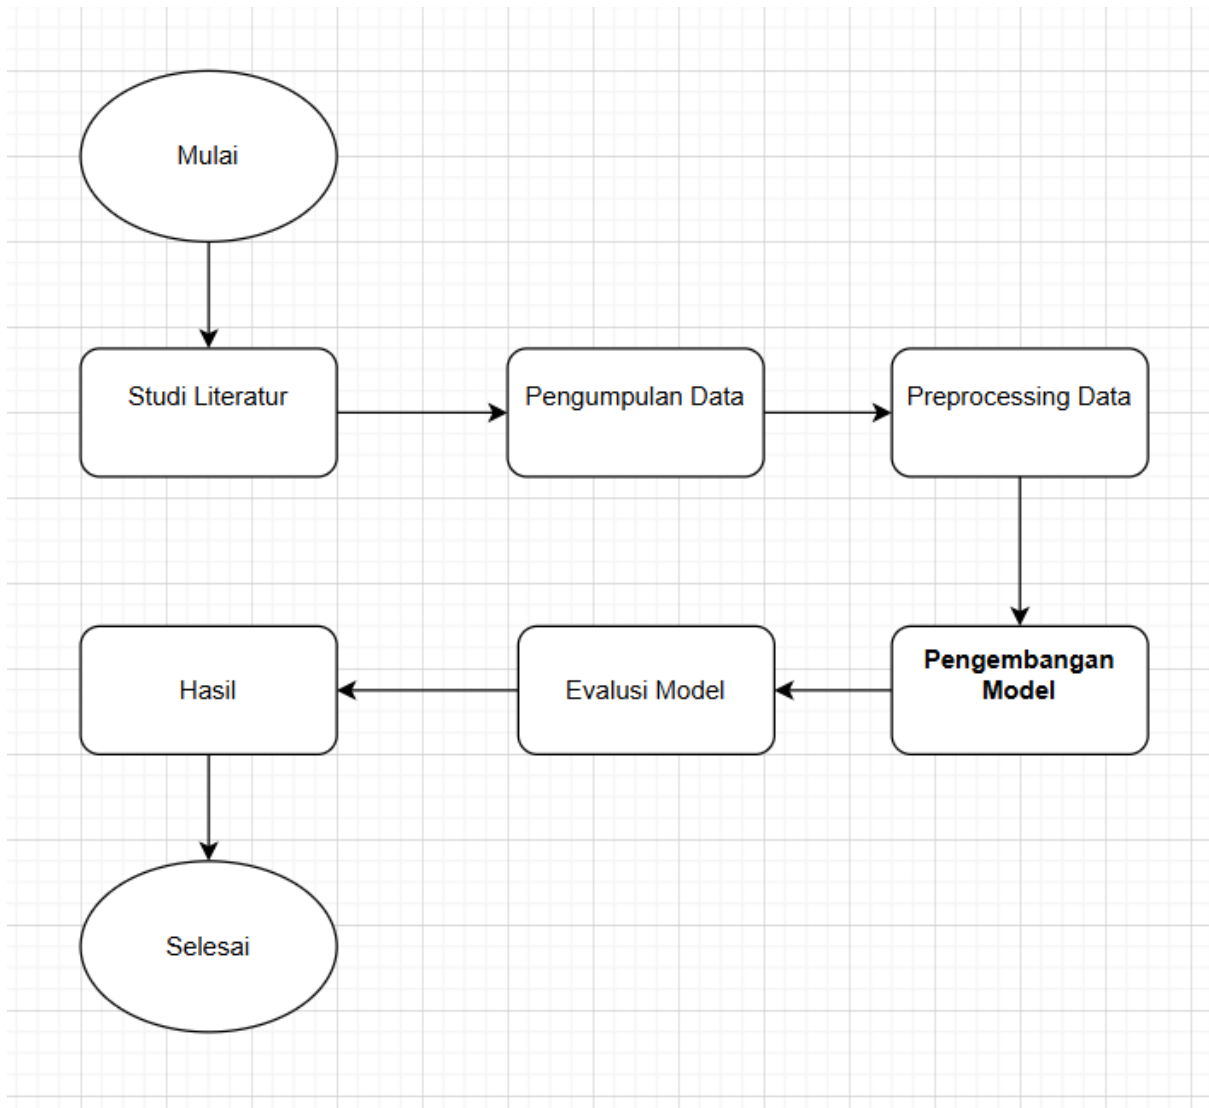 Mulai
Studi Literatur
Pengumpulan Data
Preprocessing Data
Pengembangan
Model
Evalusi Model
Hasil
Selesai